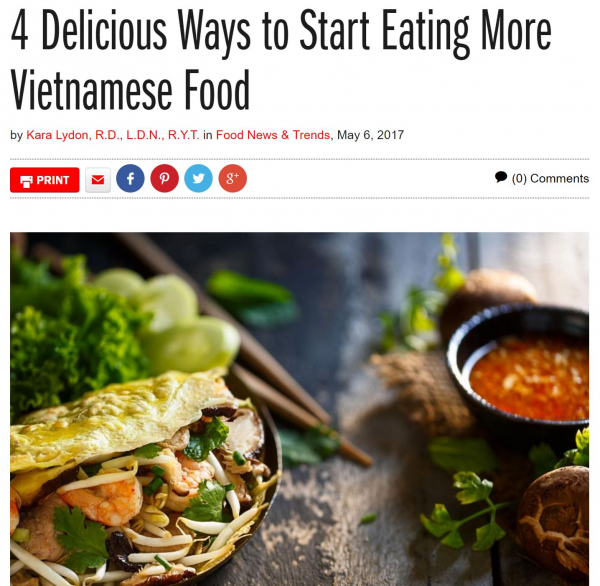 4 Delicious Ways to Start Eating More
Vietnamese Food
by Kara Lydon, R.D., L.D.N., R.Y.T. in Food News & Trends, May 6, 2017
PRINT
f
g+
(0) Comments